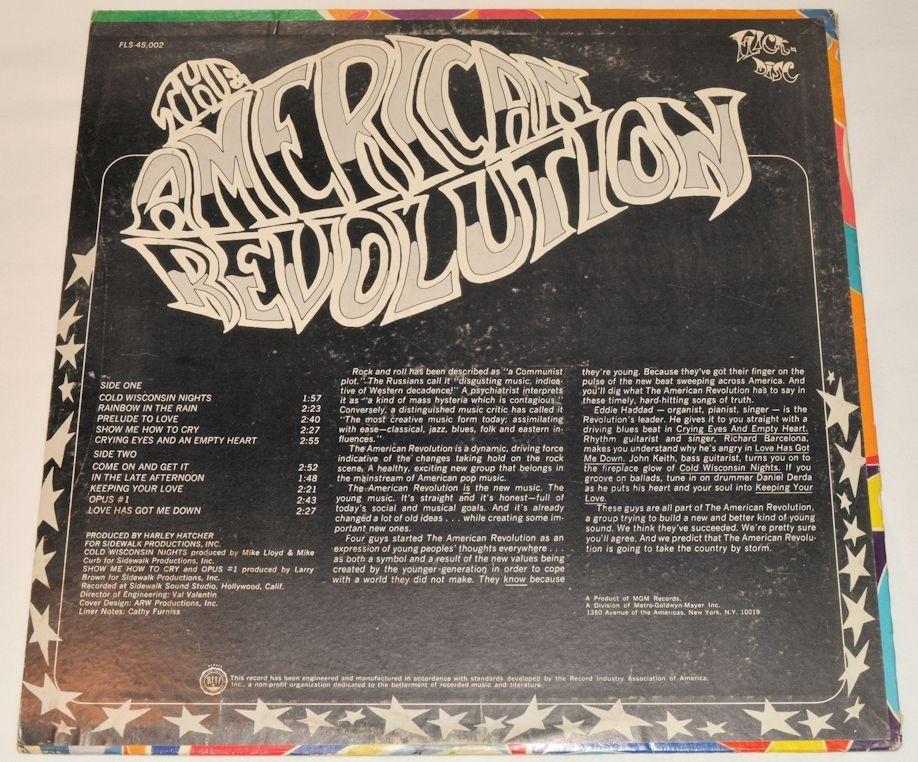 FLS-45,002
THE
AMERICAN
REVOLUTION
FLICK-
DISC
SIDE ONE
COLD WISCONSIN NIGHTS 1:57
RAINBOW IN THE RAIN 2:23
PRELUDE TO LOVE 2:40
SHOW ME HOW TO CRY 2:27
CRYING EYES AND AN EMPTY HEART 2:55
SIDE TWO
COME ON AND GET IT 2:52
IN THE LATE AFTERNOON 1:48
KEEPING YOUR LOVE 2:21
OPUS #1 2:43
LOVE HAS GOT ME DOWN 2:27
PRODUCED BY HARLEY HATCHER
FOR SIDEWALK PRODUCTIONS, INC.
COLD WISCONSIN NIGHTS produced by Mike Lloyd & Mike
Curb for Sidewalk Productions, Inc.
SHOW ME HOW TO CRY and OPUS #1 produced by Larry
Brown for Sidewalk Productions, Inc.
Recorded at Sidewalk Sound Studio, Hollywood, Calif.
Director of Engineering: Val Valentin
Cover Design: ARW Productions, Inc.
Liner Notes: Cathy Furniss
Rock and roll has been described as "a Communist
plot." The Russians call it "disgusting music, indica-
tive of Western decadence!" A psychiatrist interprets
it as "a kind of mass hysteria which is contagious."
Conversely, a distinguished music critic has called it
"The most creative music form today; assimilating
with ease—classical, jazz, blues, folk and eastern in-
fluences."
The American Revolution is a dynamic, driving force
indicative of the changes taking hold on the rock
scene. A healthy, exciting new group that belongs in
the mainstream of American pop music.
The American Revolution is the new music. The
young music. It's straight and it's honest—full of
today's social and musical goals. And it's already
changed a lot of old ideas . . . while creating some im-
portant new ones.
Four guys started The American Revolution as an
expression of young peoples' thoughts everywhere . . .
as both a symbol and a result of the new values being
created by the younger-generation in order to cope
with a world they did not make. They know because
they're young. Because they've got their finger on the
pulse of the new beat sweeping across America. And
you'll dig what The American Revolution has to say in
these timely, hard-hitting songs of truth.
Eddie Haddad — organist, pianist, singer — is the
Revolution's leader. He gives it to you straight with a
driving blues beat in Crying Eyes And Empty Heart.
Rhythm guitarist and singer, Richard Barcelona,
makes you understand why he's angry in Love Has Got
Me Down. John Keith, bass guitarist, turns you on to
the fireplace glow of Cold Wisconsin Nights. If you
groove on ballads, tune in on drummer Daniel Derda
as he puts his heart and your soul into Keeping Your
Love.
These guys are all part of The American Revolution,
a group trying to build a new and better kind of young
sound. We think they've succeeded. We're pretty sure
you'll agree. And we predict that The American Revolu-
tion is going to take the country by storm.
A Product of MGM Records.
A Division of Metro-Goldwyn-Mayer Inc.
1350 Avenue of the Americas, New York, N.Y. 10019
This record has been engineered and manufactured in accordance with standards developed by the Record Industry Association of America,
Inc., a non-profit organization dedicated to the betterment of recorded music and literature.